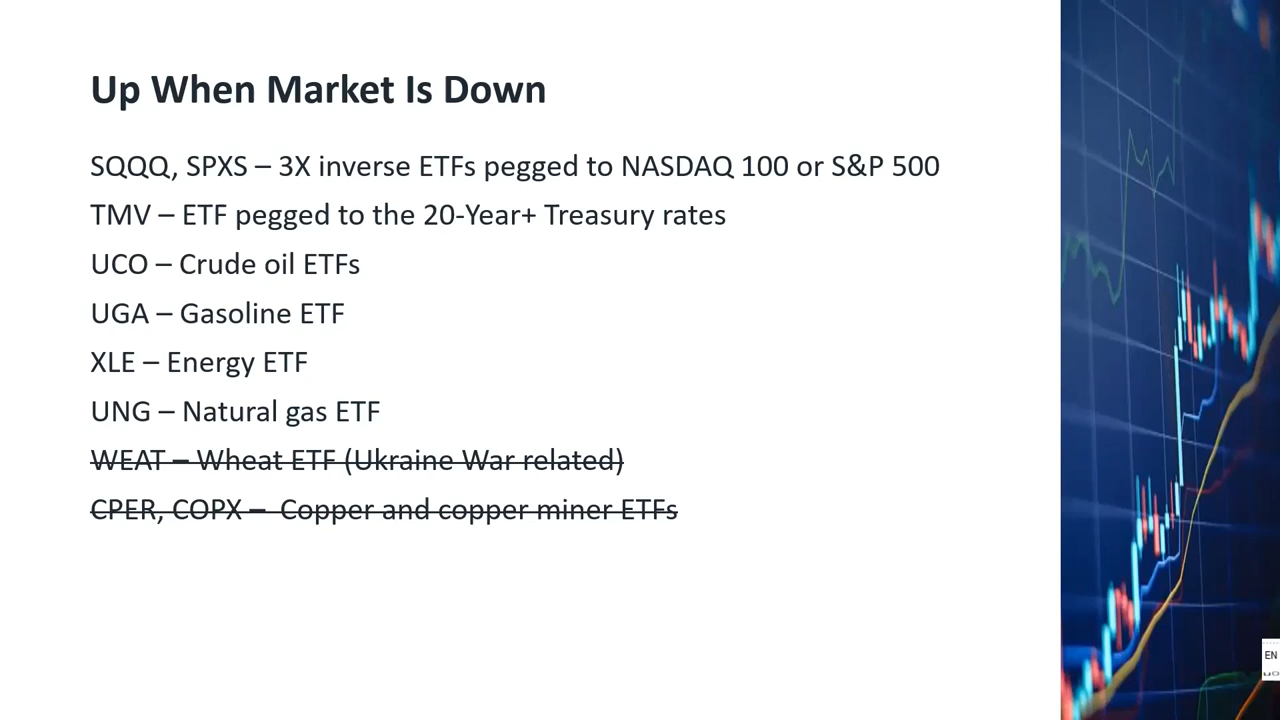 Up When Market Is Down
SQQQ, SPXS – 3X inverse ETFs pegged to NASDAQ 100 or S&P 500
TMV – ETF pegged to the 20-Year+ Treasury rates
UCO – Crude oil ETFs
UGA – Gasoline ETF
XLE – Energy ETF
UNG – Natural gas ETF
WEAT – Wheat ETF (Ukraine War related)
CPER, COPX – Copper and copper miner ETFs
EN